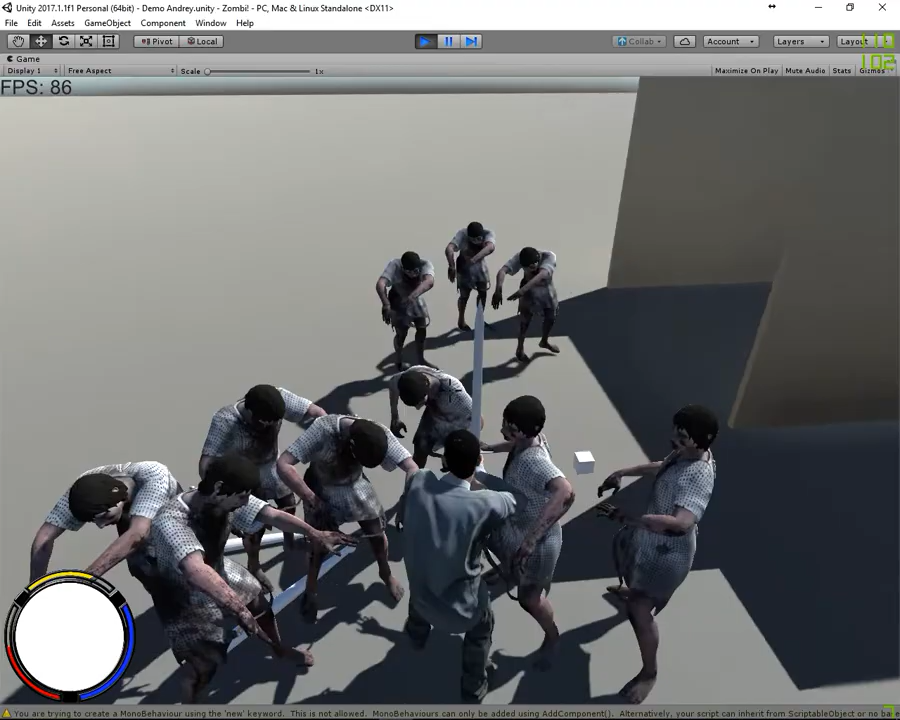 Unity 2017.1.1f1 Personal (64bit) - Demo Andrey.unity - Zombi! - PC, Mac & Linux Standalone <DX11>
File Edit Assets GameObject Component Window Help
Pivot Local Collab Account Layers Layout
110
Game
102
Display 1 Free Aspect Scale 1x Maximize On Play Mute Audio Stats Gizmos
FPS: 86
You are trying to create a MonoBehaviour using the 'new' keyword. This is not allowed. MonoBehaviours can only be added using AddComponent(). Alternatively, your script can inherit from ScriptableObject or no ba